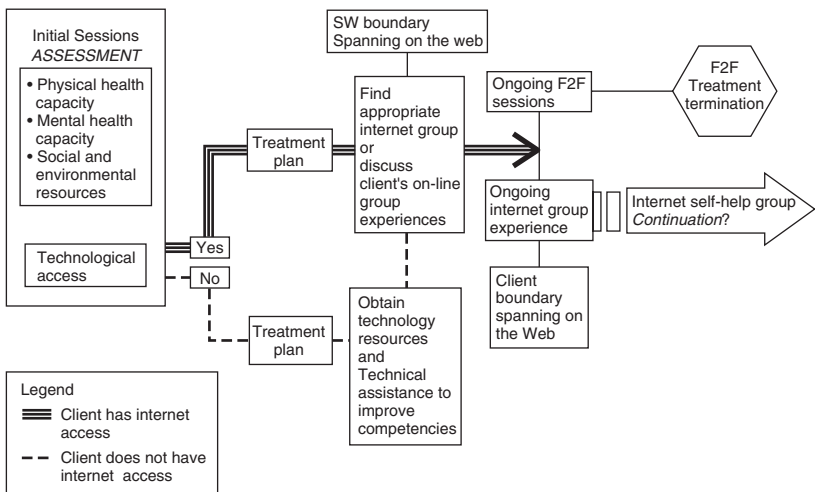 Initial Sessions
ASSESSMENT
• Physical health
capacity
• Mental health
capacity
• Social and
environmental
resources
Technological
access
Yes
No
Treatment
plan
Treatment
plan
SW boundary
Spanning on the web
Find
appropriate
internet group
or
discuss
client's on-line
group
experiences
Obtain
technology
resources
and
Technical
assistance to
improve
competencies
Ongoing F2F
sessions
F2F
Treatment
termination
Ongoing
internet group
experience
Internet self-help group
Continuation?
Client
boundary
spanning on
the Web
Legend
Client has internet
access
Client does not have
internet access